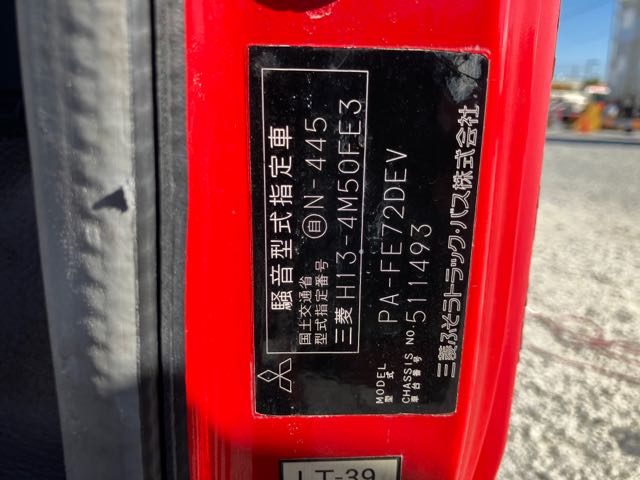 騒音型式指定車
国土交通省
型式指定番号 自 N-445
三菱 H13-4M50FE3
MODEL
型式 PA-FE72DEV
CHASSIS NO.
車台番号 511493
三菱ふそうトラック・バス株式会社
LT-39